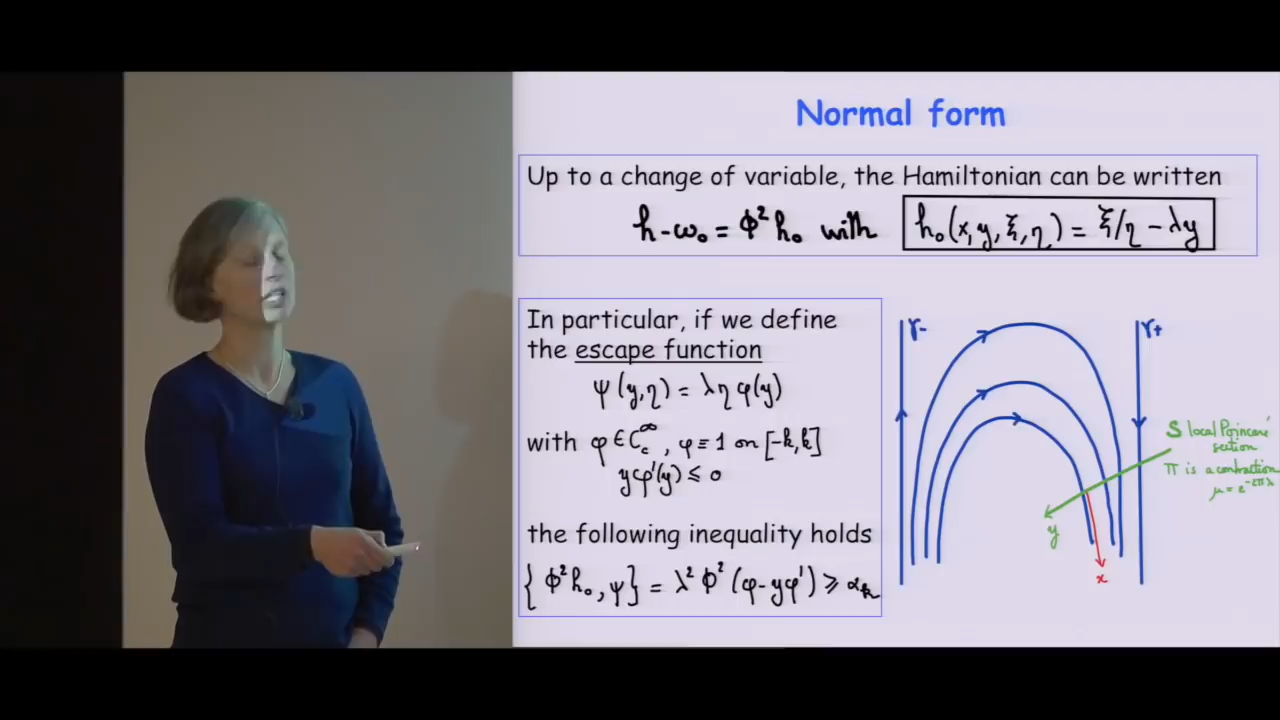 Normal form
Up to a change of variable, the Hamiltonian can be written
h-ω₀ = Φ² h₀ with h₀(x,y,ξ,η) = ξ/η - λy
In particular, if we define
the escape function
ψ(y,η) = λη φ(y)
with φ ∈ C_c^∞, φ ≡ 1 on [-k,k]
yφ'(y) ≤ 0
the following inequality holds
{Φ²h₀, ψ} = λ² Φ² (φ-yφ') ⩾ α_k
γ-
γ+
S local Poincaré
section
Π is a contraction
μ = e^{-2πλ}
y
x